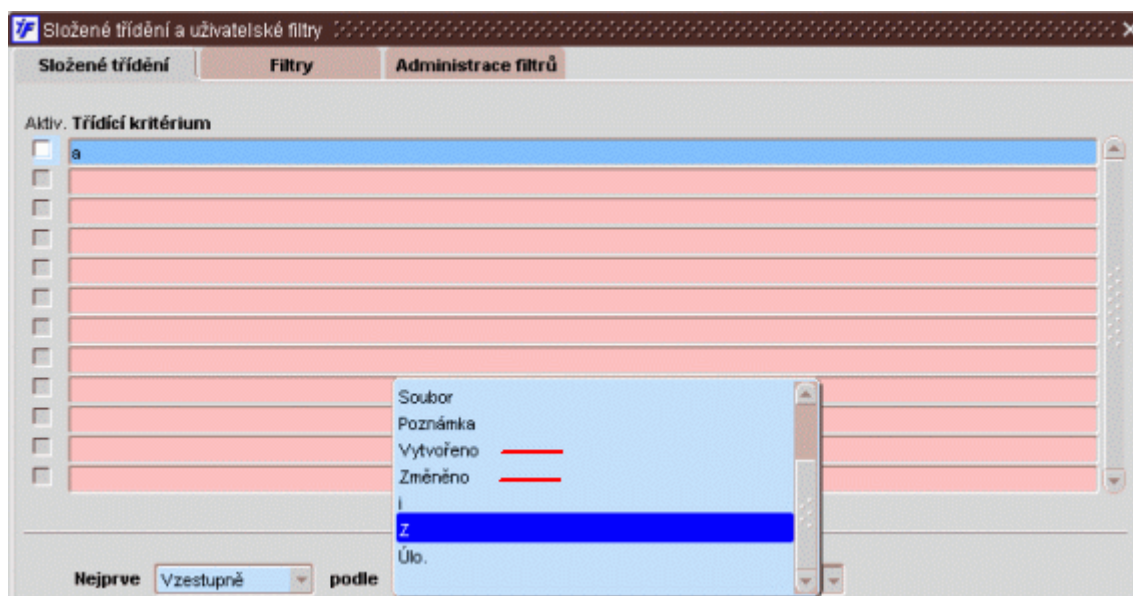 Složené třídění a uživatelské filtry
Složené třídění Filtry Administrace filtrů
Aktiv. Třídící kritérium
a
Soubor
Poznámka
Vytvořeno
Změněno
i
Z
Úlo.
Nejprve Vzestupně podle